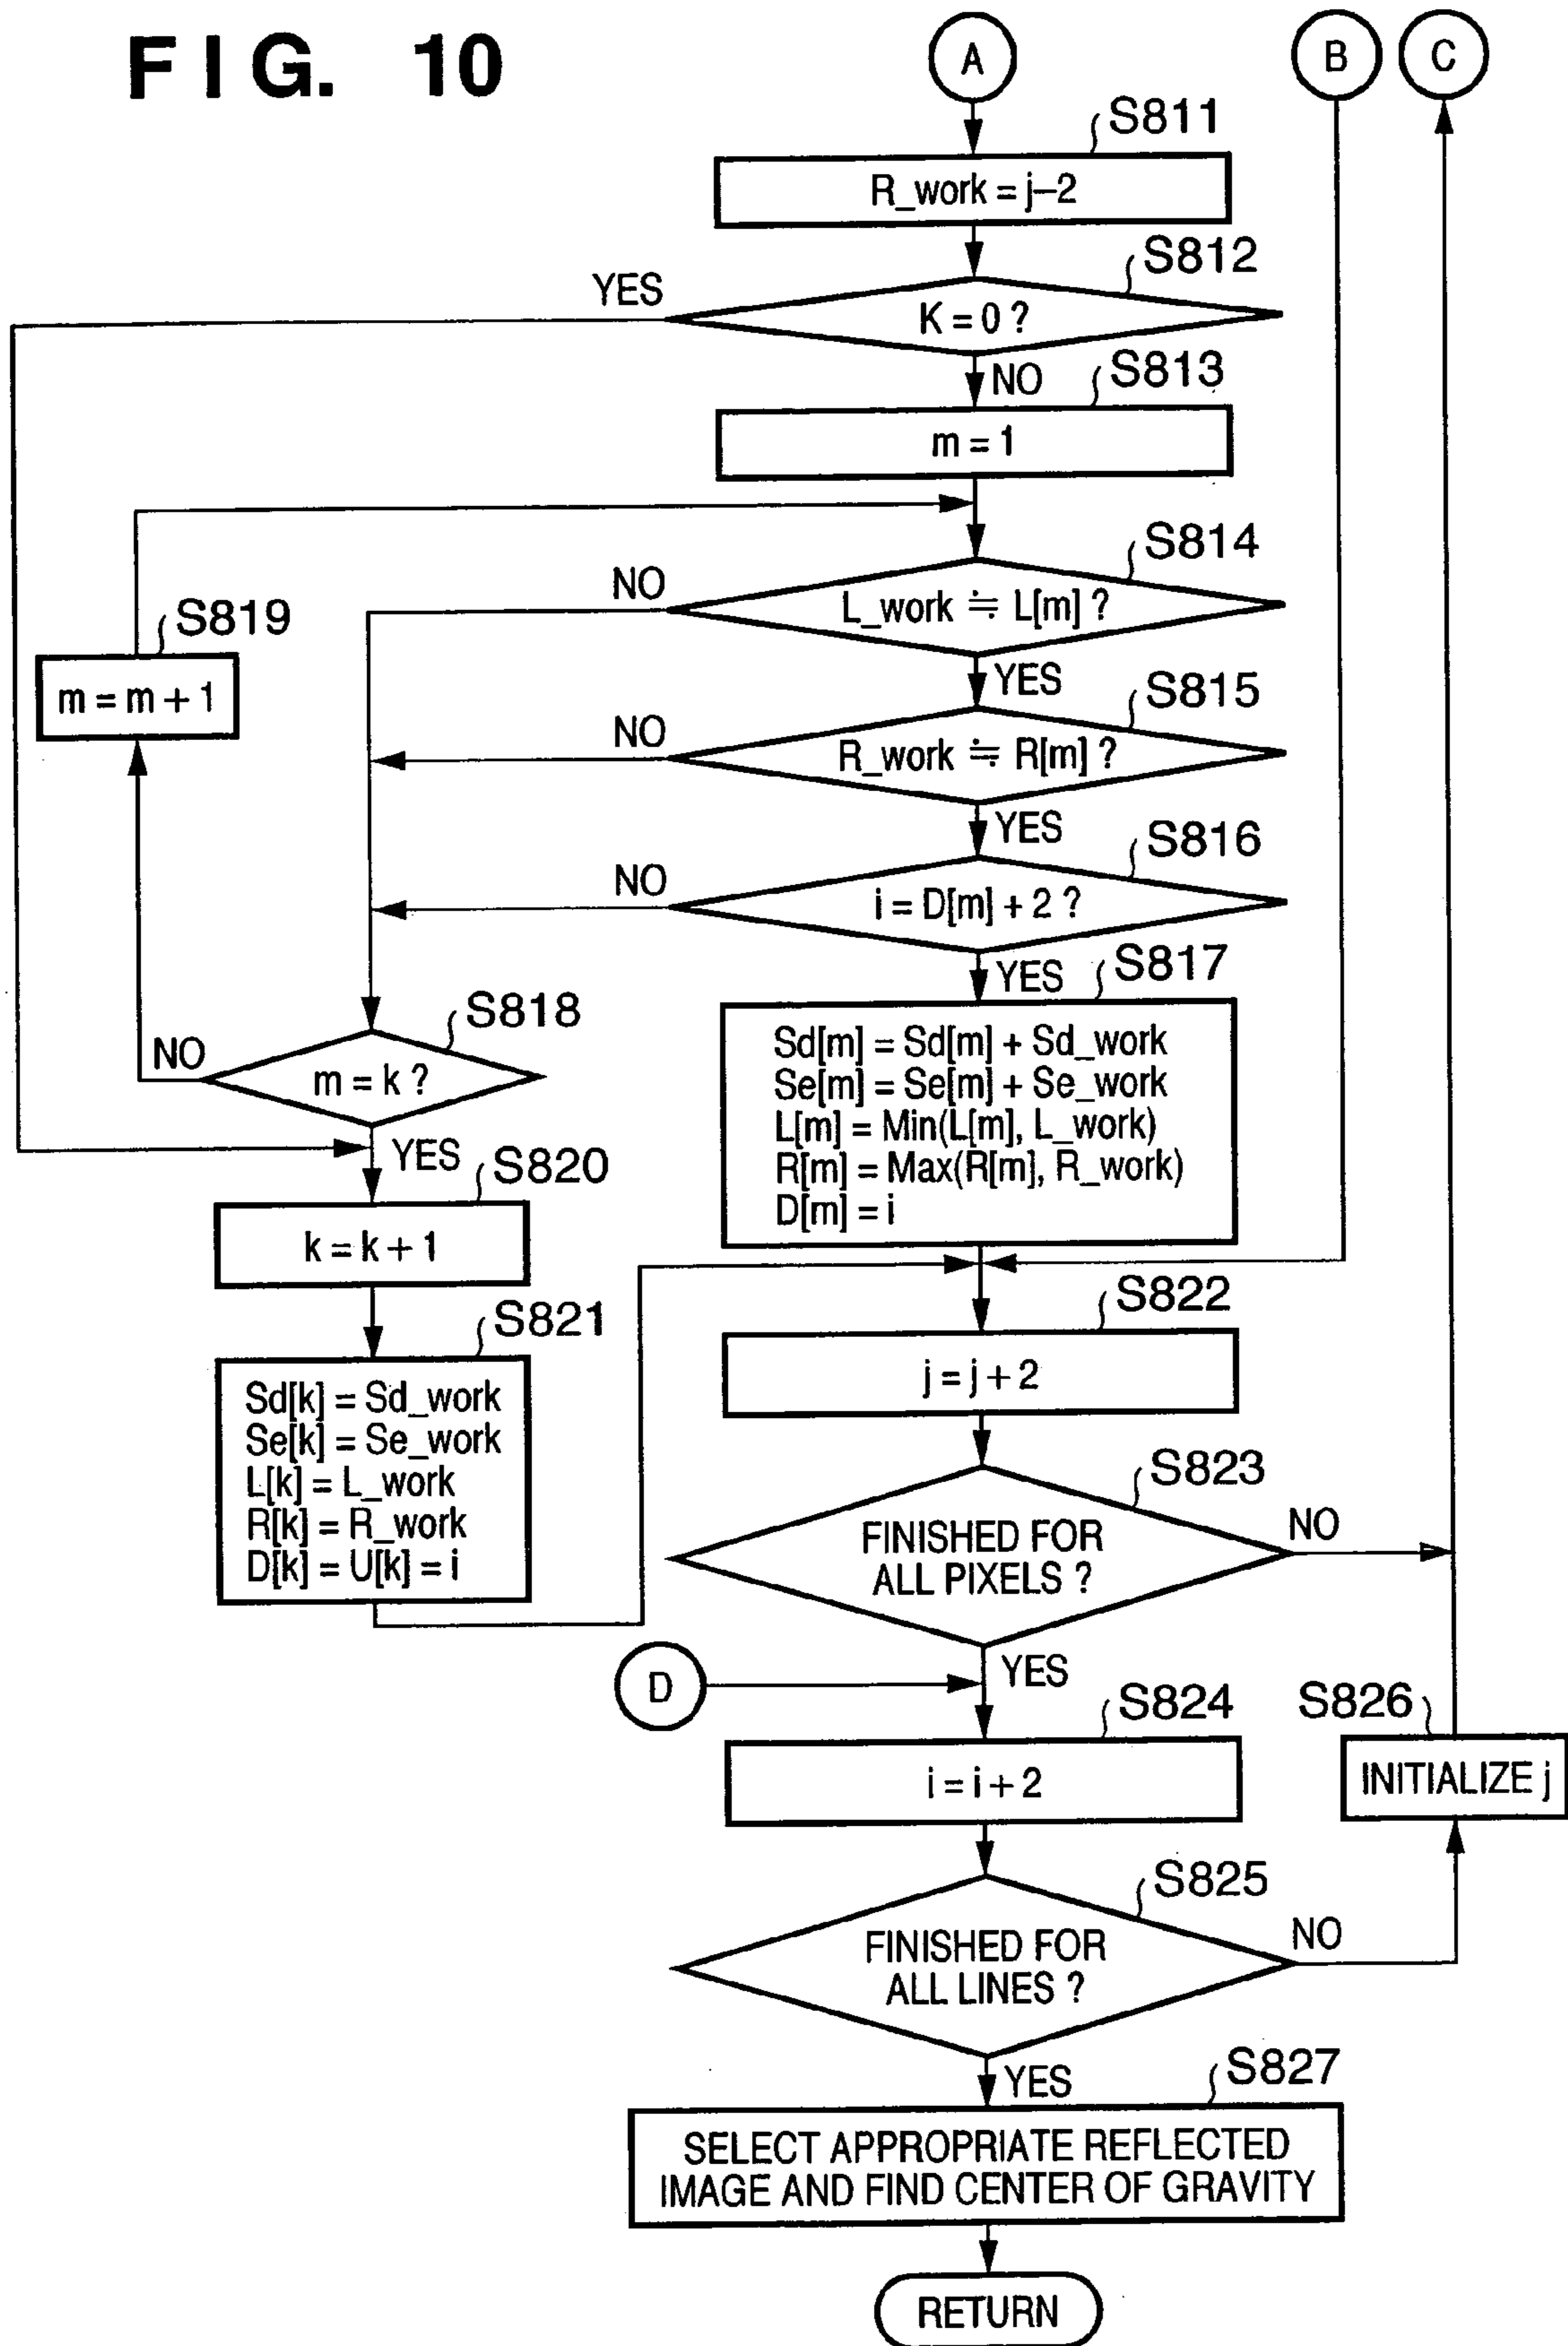 FIG. 10
A
B
C
S811
R_work = j–2
S812
YES
K = 0 ?
NO
S813
m = 1
S814
NO
L_work ≒ L[m] ?
S819
m = m + 1
YES
S815
NO
R_work ≒ R[m] ?
YES
S816
NO
i = D[m] + 2 ?
YES
S817
Sd[m] = Sd[m] + Sd_work
Se[m] = Se[m] + Se_work
L[m] = Min(L[m], L_work)
R[m] = Max(R[m], R_work)
D[m] = i
S818
NO
m = k ?
YES
S820
k = k + 1
S821
Sd[k] = Sd_work
Se[k] = Se_work
L[k] = L_work
R[k] = R_work
D[k] = U[k] = i
S822
j = j + 2
S823
FINISHED FOR
ALL PIXELS ?
NO
YES
D
S824
i = i + 2
S826
INITIALIZE j
S825
FINISHED FOR
ALL LINES ?
NO
YES
S827
SELECT APPROPRIATE REFLECTED
IMAGE AND FIND CENTER OF GRAVITY
RETURN